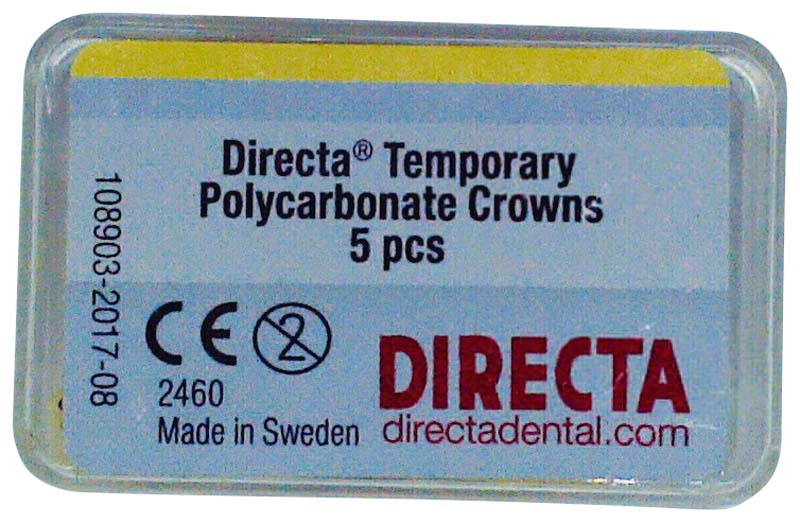 Directa® Temporary
Polycarbonate Crowns
5 pcs
108903-2017-08
CE 2
2460
Made in Sweden
DIRECTA
directadental.com